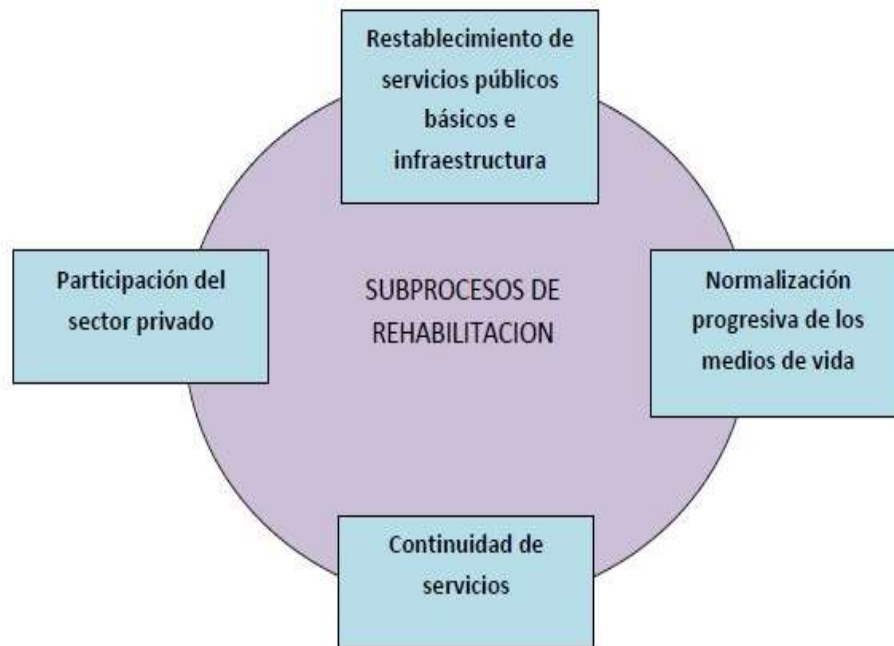 Restablecimiento de
servicios públicos
básicos e
infraestructura
Participación del
sector privado
SUBPROCESOS DE
REHABILITACION
Normalización
progresiva de los
medios de vida
Continuidad de
servicios